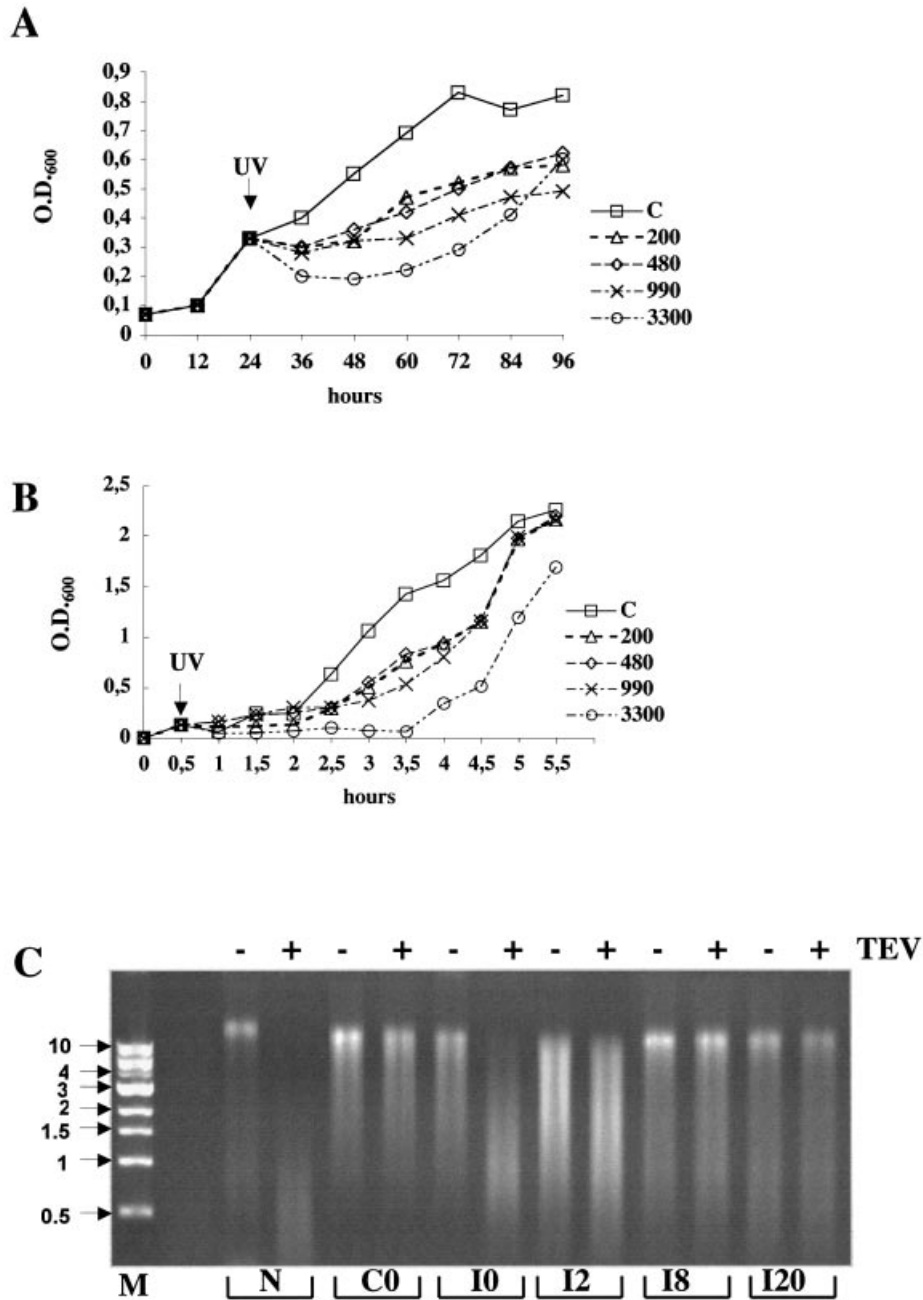 A
O.D.600
0,9
0,8
0,7
0,6
0,5
0,4
0,3
0,2
0,1
0
UV
0 12 24 36 48 60 72 84 96
hours
C
200
480
990
3300
B
O.D.600
2,5
2
1,5
1
0,5
0
UV
0 0,5 1 1,5 2 2,5 3 3,5 4 4,5 5 5,5
hours
C
200
480
990
3300
C
- + - + - + - + - + - + TEV
10
4
3
2
1.5
1
0.5
M N C0 I0 I2 I8 I20